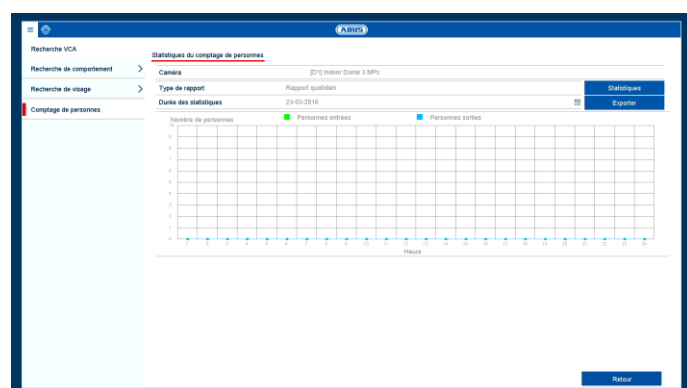 ABUS
Recherche VCA
Recherche de comportement
Recherche de visage
Comptage de personnes
Statistiques du comptage de personnes
Caméra [D1] Indoor Dome 3 MPx
Type de rapport Rapport quotidien Statistiques
Durée des statistiques 23-03-2016 Exporter
Nombre de personnes Personnes entrées Personnes sorties
10
9
8
7
6
5
4
3
2
1
0
1 2 3 4 5 6 7 8 9 10 11 12 13 14 15 16 17 18 19 20 21 22 23 24
Heure
Retour